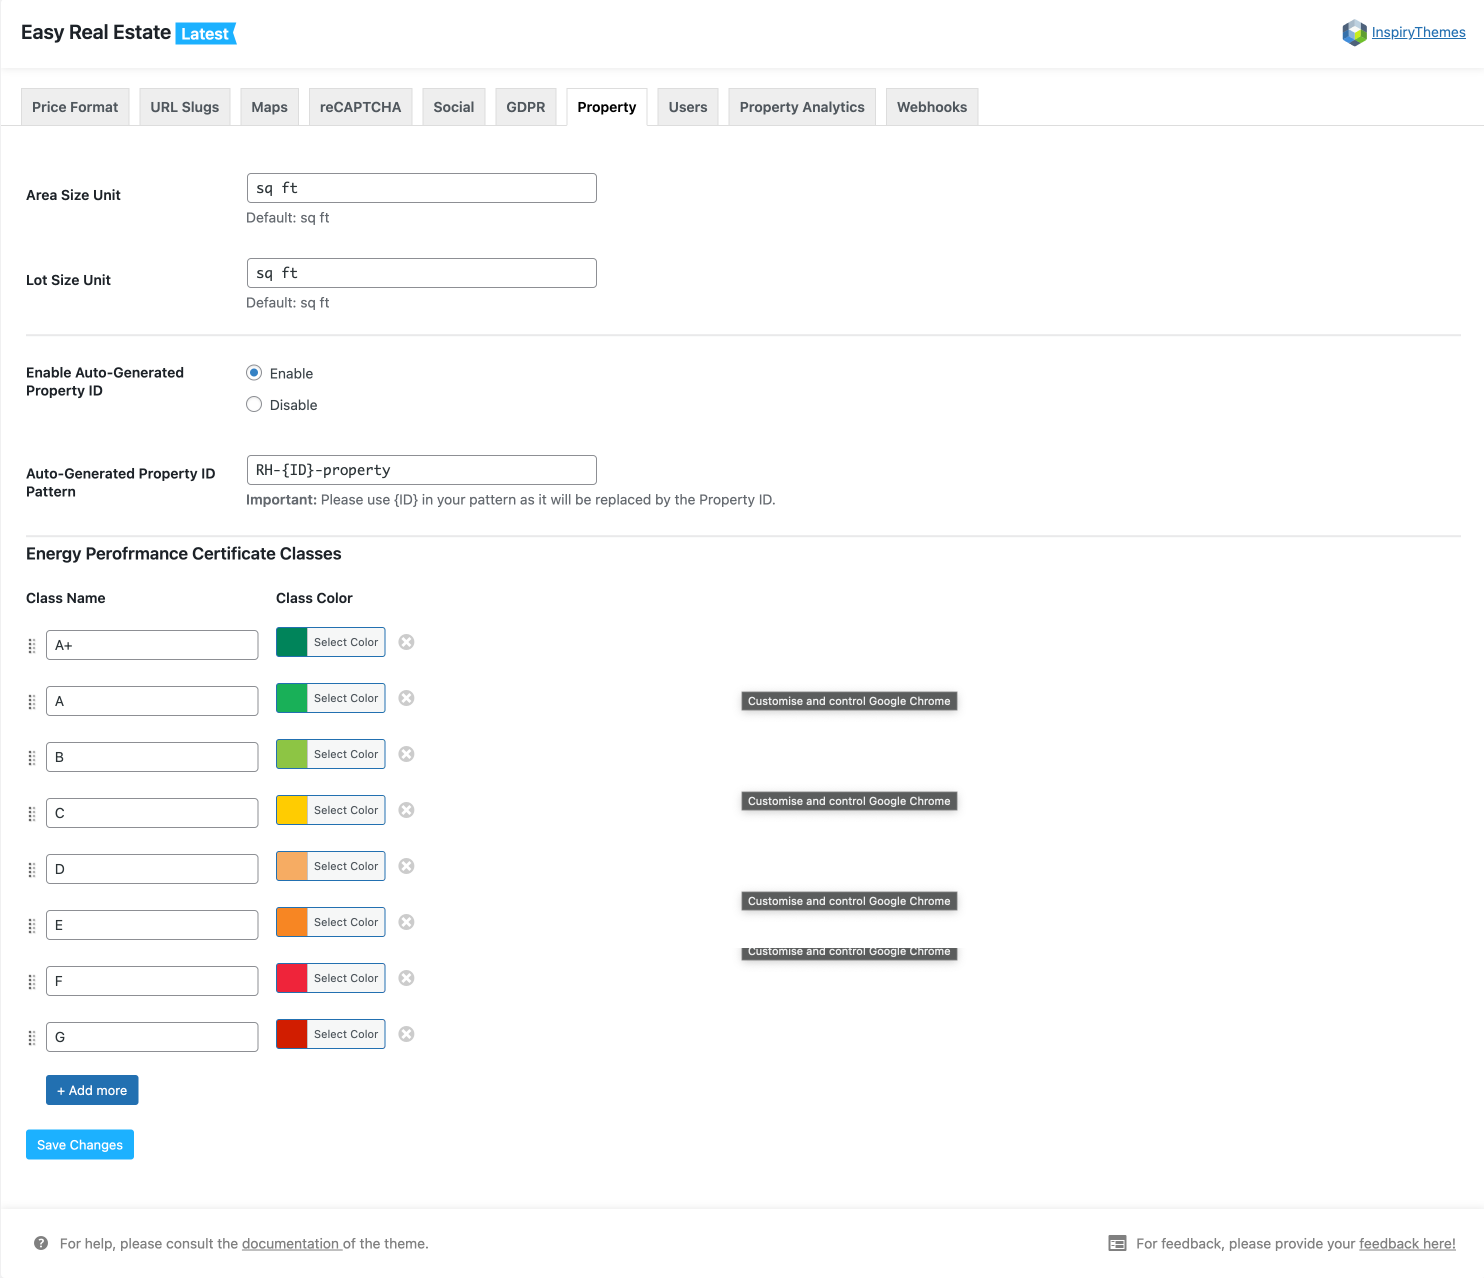 Easy Real Estate Latest
InspiryThemes
Price Format URL Slugs Maps reCAPTCHA Social GDPR Property Users Property Analytics Webhooks
Area Size Unit
sq ft
Default: sq ft
Lot Size Unit
sq ft
Default: sq ft
Enable Auto-Generated
Property ID
Enable
Disable
Auto-Generated Property ID
Pattern
RH-{ID}-property
Important: Please use {ID} in your pattern as it will be replaced by the Property ID.
Energy Perofrmance Certificate Classes
Class Name Class Color
A+ Select Color
A Select Color
Customise and control Google Chrome
B Select Color
Customise and control Google Chrome
C Select Color
D Select Color
Customise and control Google Chrome
E Select Color
Customise and control Google Chrome
F Select Color
G Select Color
+ Add more
Save Changes
For help, please consult the documentation of the theme.
For feedback, please provide your feedback here!